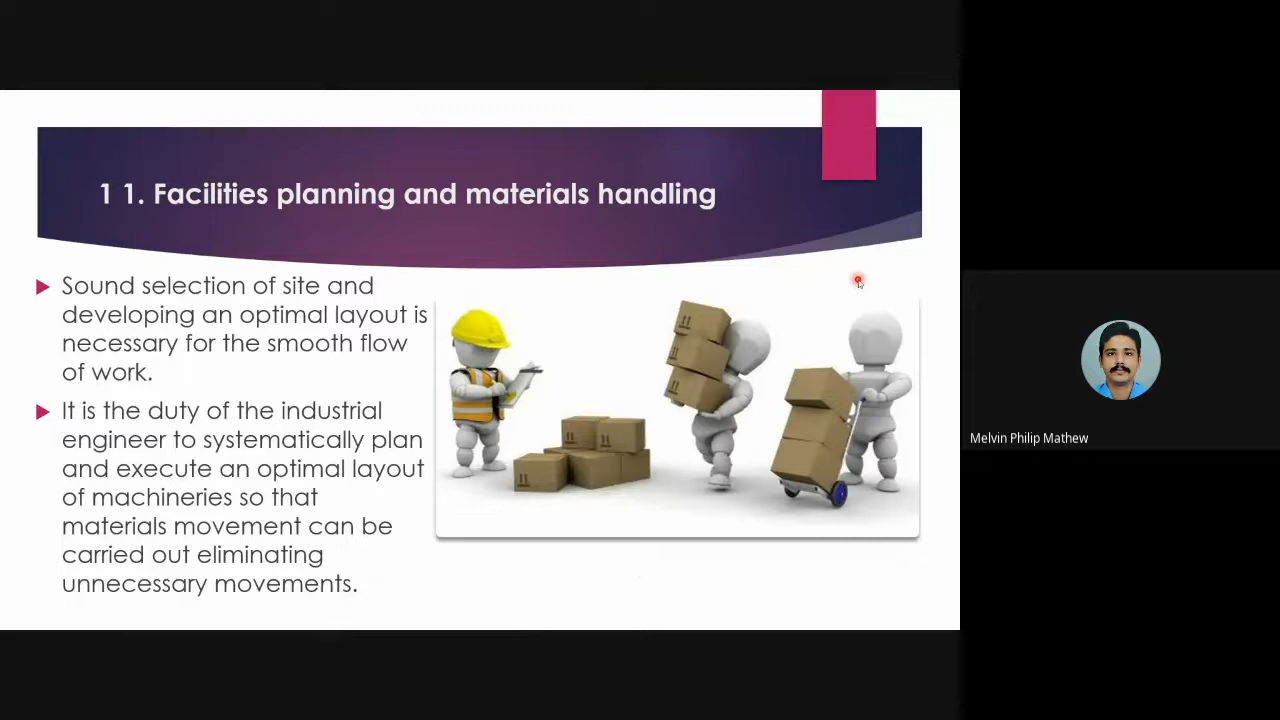 1 1. Facilities planning and materials handling
Sound selection of site and
developing an optimal layout is
necessary for the smooth flow
of work.
It is the duty of the industrial
engineer to systematically plan
and execute an optimal layout
of machineries so that
materials movement can be
carried out eliminating
unnecessary movements.
Melvin Philip Mathew